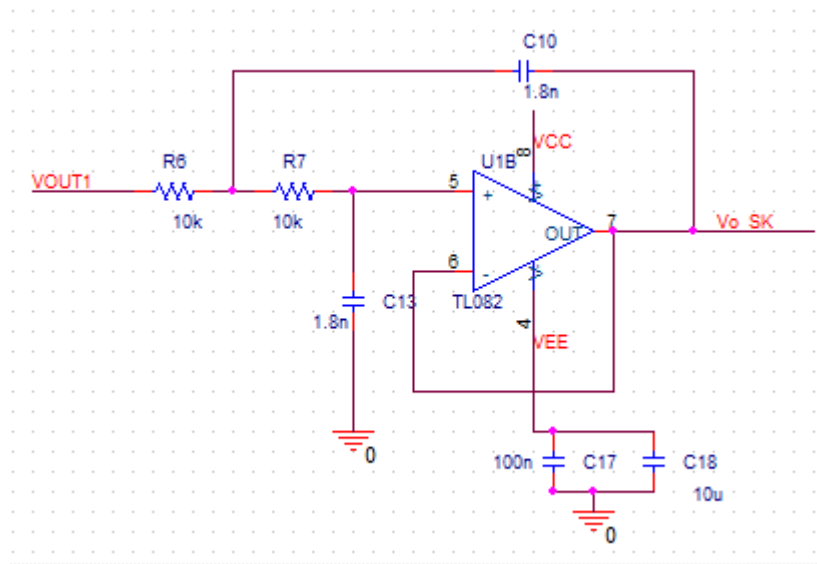 C10
1.8n
VCC
8
R6
R7
U1B
VOUT1
5
+
10k
10k
7
Vo_SK
OUT
6
-
C13
TL082
1.8n
4
VEE
0
100n
C17
C18
10u
0